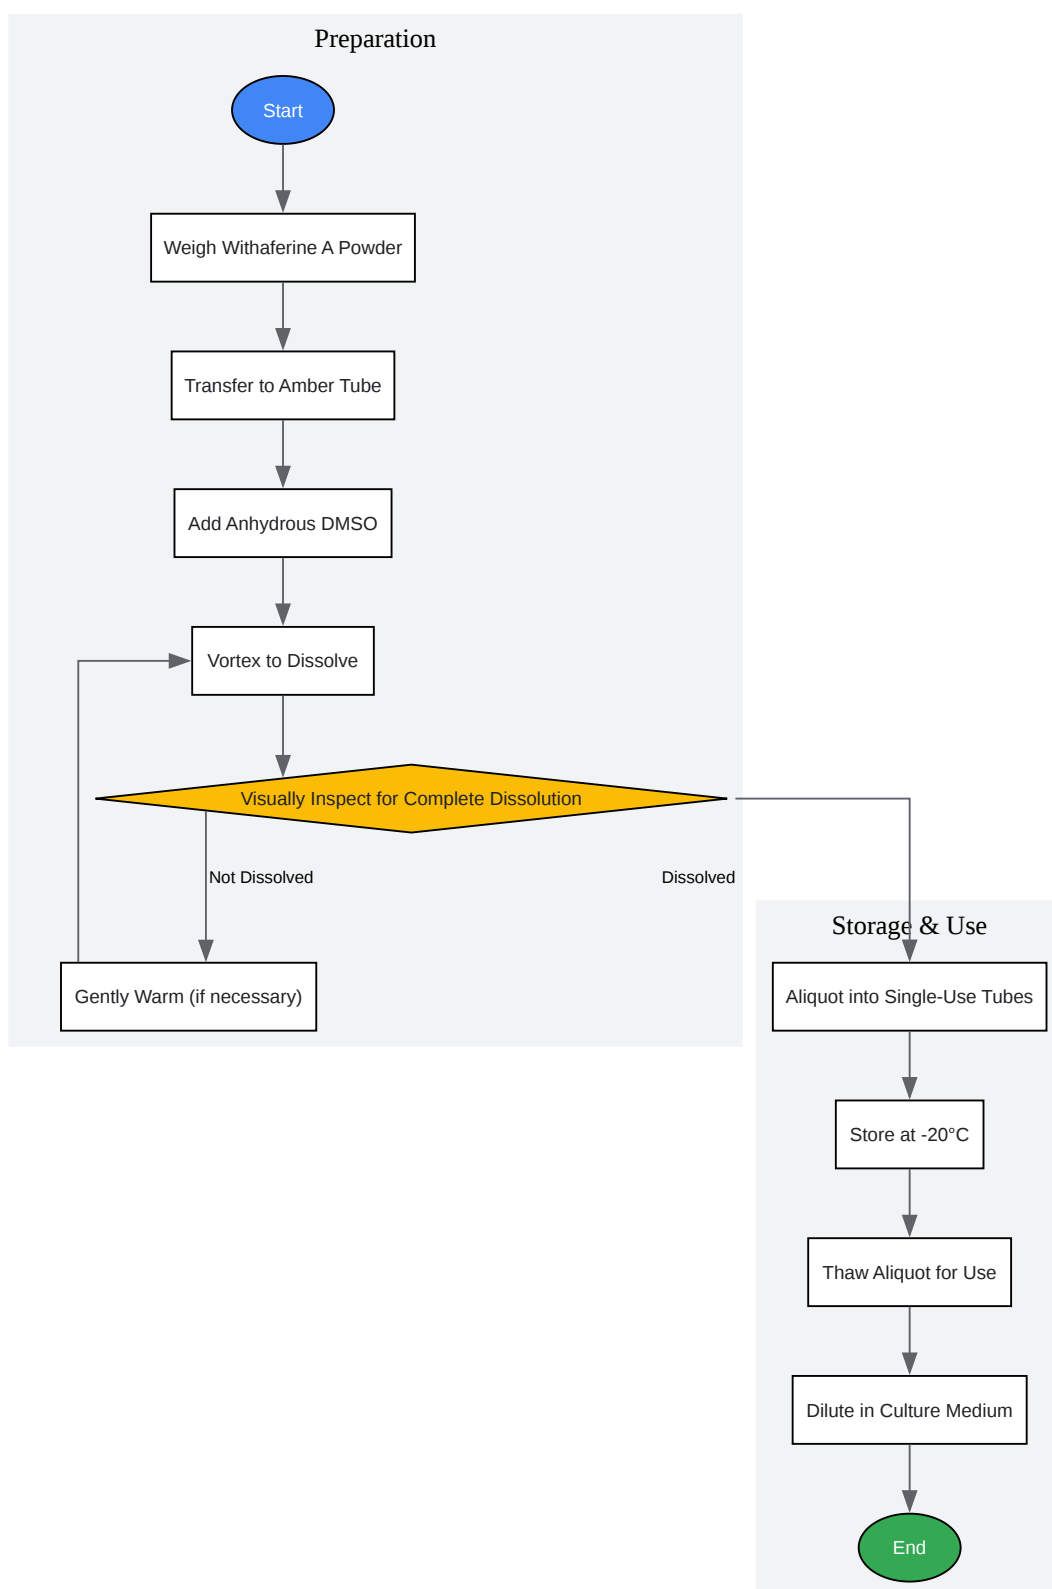 Preparation
Start
Weigh Withaferine A Powder
Transfer to Amber Tube
Add Anhydrous DMSO
Vortex to Dissolve
Visually Inspect for Complete Dissolution
Not Dissolved
Dissolved
Gently Warm (if necessary)
Storage & Use
Aliquot into Single-Use Tubes
Store at -20°C
Thaw Aliquot for Use
Dilute in Culture Medium
End